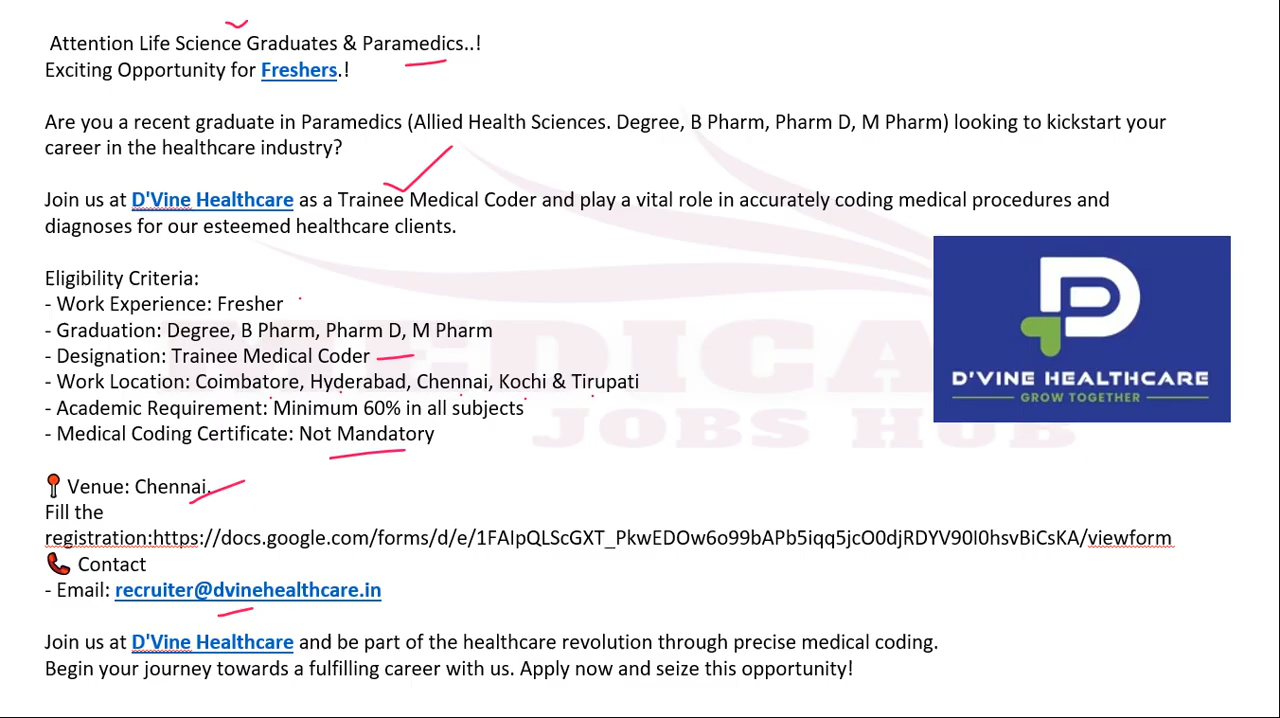 Attention Life Science Graduates & Paramedics..!
Exciting Opportunity for Freshers.!
Are you a recent graduate in Paramedics (Allied Health Sciences. Degree, B Pharm, Pharm D, M Pharm) looking to kickstart your
career in the healthcare industry?
Join us at D'Vine Healthcare as a Trainee Medical Coder and play a vital role in accurately coding medical procedures and
diagnoses for our esteemed healthcare clients.
Eligibility Criteria:
- Work Experience: Fresher
- Graduation: Degree, B Pharm, Pharm D, M Pharm
- Designation: Trainee Medical Coder
- Work Location: Coimbatore, Hyderabad, Chennai, Kochi & Tirupati
- Academic Requirement: Minimum 60% in all subjects
- Medical Coding Certificate: Not Mandatory
D'VINE HEALTHCARE
GROW TOGETHER
MEDICAL
JOBS HUB
📍 Venue: Chennai.
Fill the
registration:https://docs.google.com/forms/d/e/1FAIpQLScGXT_PkwEDOw6o99bAPb5iqq5jcO0djRDYV90I0hsvBiCsKA/viewform
📞 Contact
- Email: recruiter@dvinehealthcare.in
Join us at D'Vine Healthcare and be part of the healthcare revolution through precise medical coding.
Begin your journey towards a fulfilling career with us. Apply now and seize this opportunity!